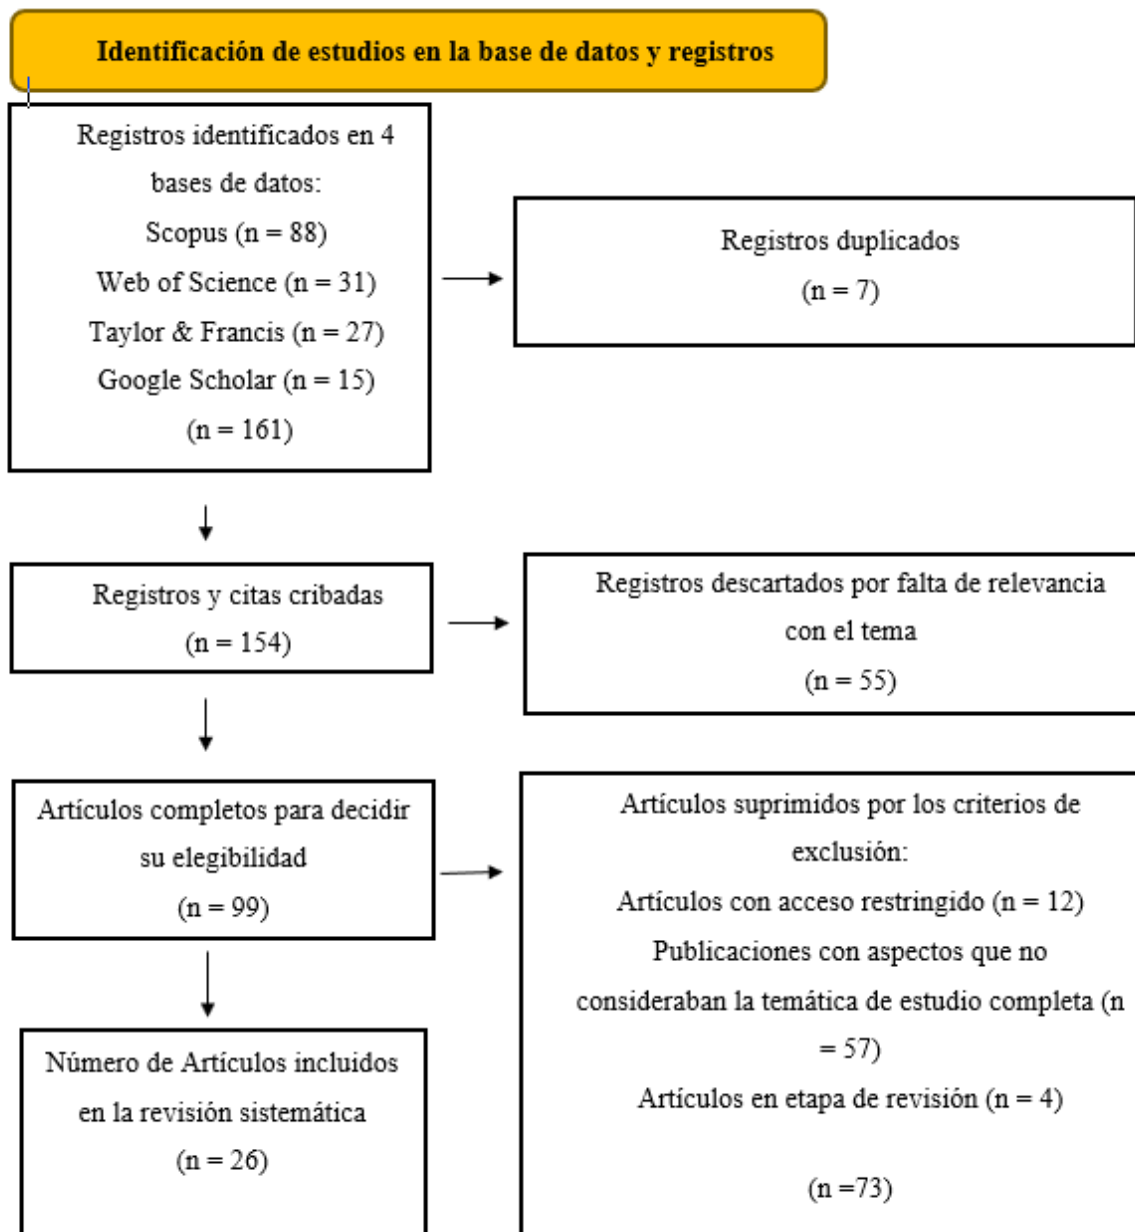 Identificación de estudios en la base de datos y registros
Registros identificados en 4
bases de datos:
Scopus (n = 88)
Web of Science (n = 31)
Taylor & Francis (n = 27)
Google Scholar (n = 15)
(n = 161)
Registros duplicados
(n = 7)
Registros y citas cribadas
(n = 154)
Registros descartados por falta de relevancia
con el tema
(n = 55)
Artículos completos para decidir
su elegibilidad
(n = 99)
Artículos suprimidos por los criterios de
exclusión:
Artículos con acceso restringido (n = 12)
Publicaciones con aspectos que no
consideraban la temática de estudio completa (n
= 57)
Artículos en etapa de revisión (n = 4)
(n =73)
Número de Artículos incluidos
en la revisión sistemática
(n = 26)